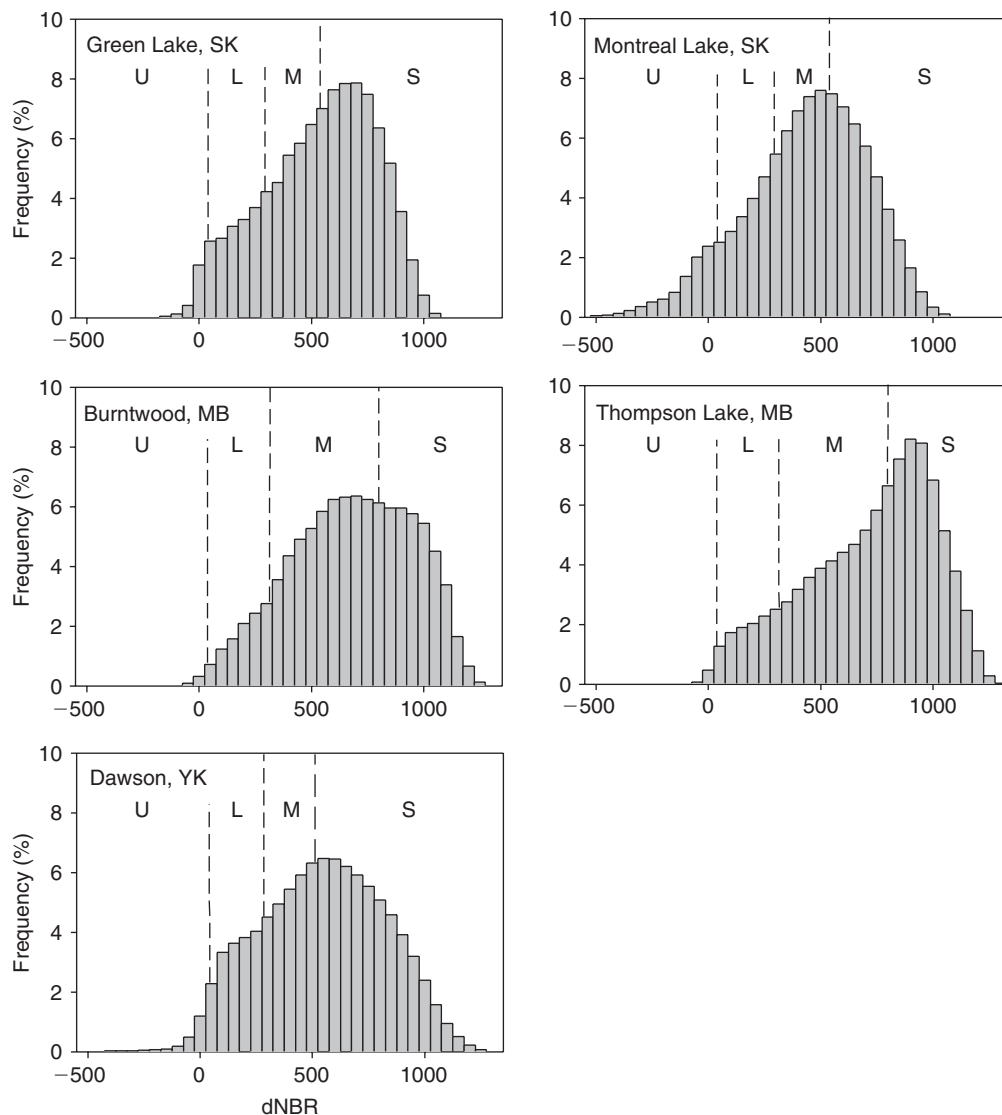 10
8
6
4
2
0
Frequency (%)
Green Lake, SK
U L M S
−500 0 500 1000
10
8
6
4
2
0
Montreal Lake, SK
U L M S
−500 0 500 1000
10
8
6
4
2
0
Frequency (%)
Burntwood, MB
U L M S
−500 0 500 1000
10
8
6
4
2
0
Thompson Lake, MB
U L M S
−500 0 500 1000
10
8
6
4
2
0
Frequency (%)
Dawson, YK
U L M S
−500 0 500 1000
dNBR